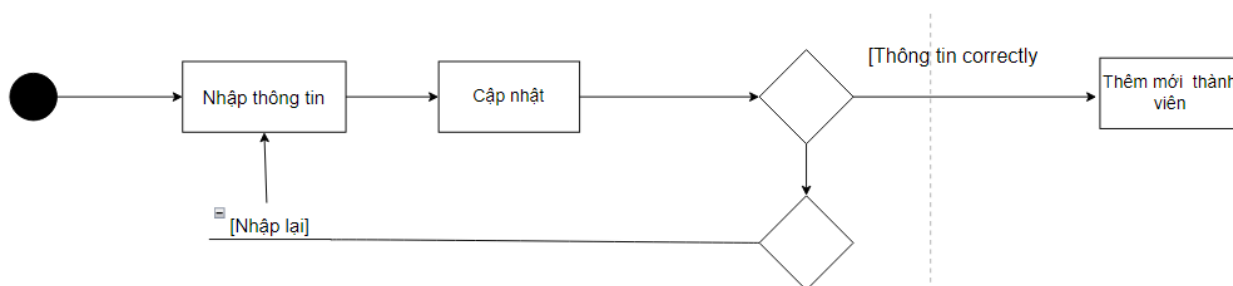 [Thông tin correctly
Nhập thông tin
Cập nhật
Thêm mới thành
viên
[Nhập lại]